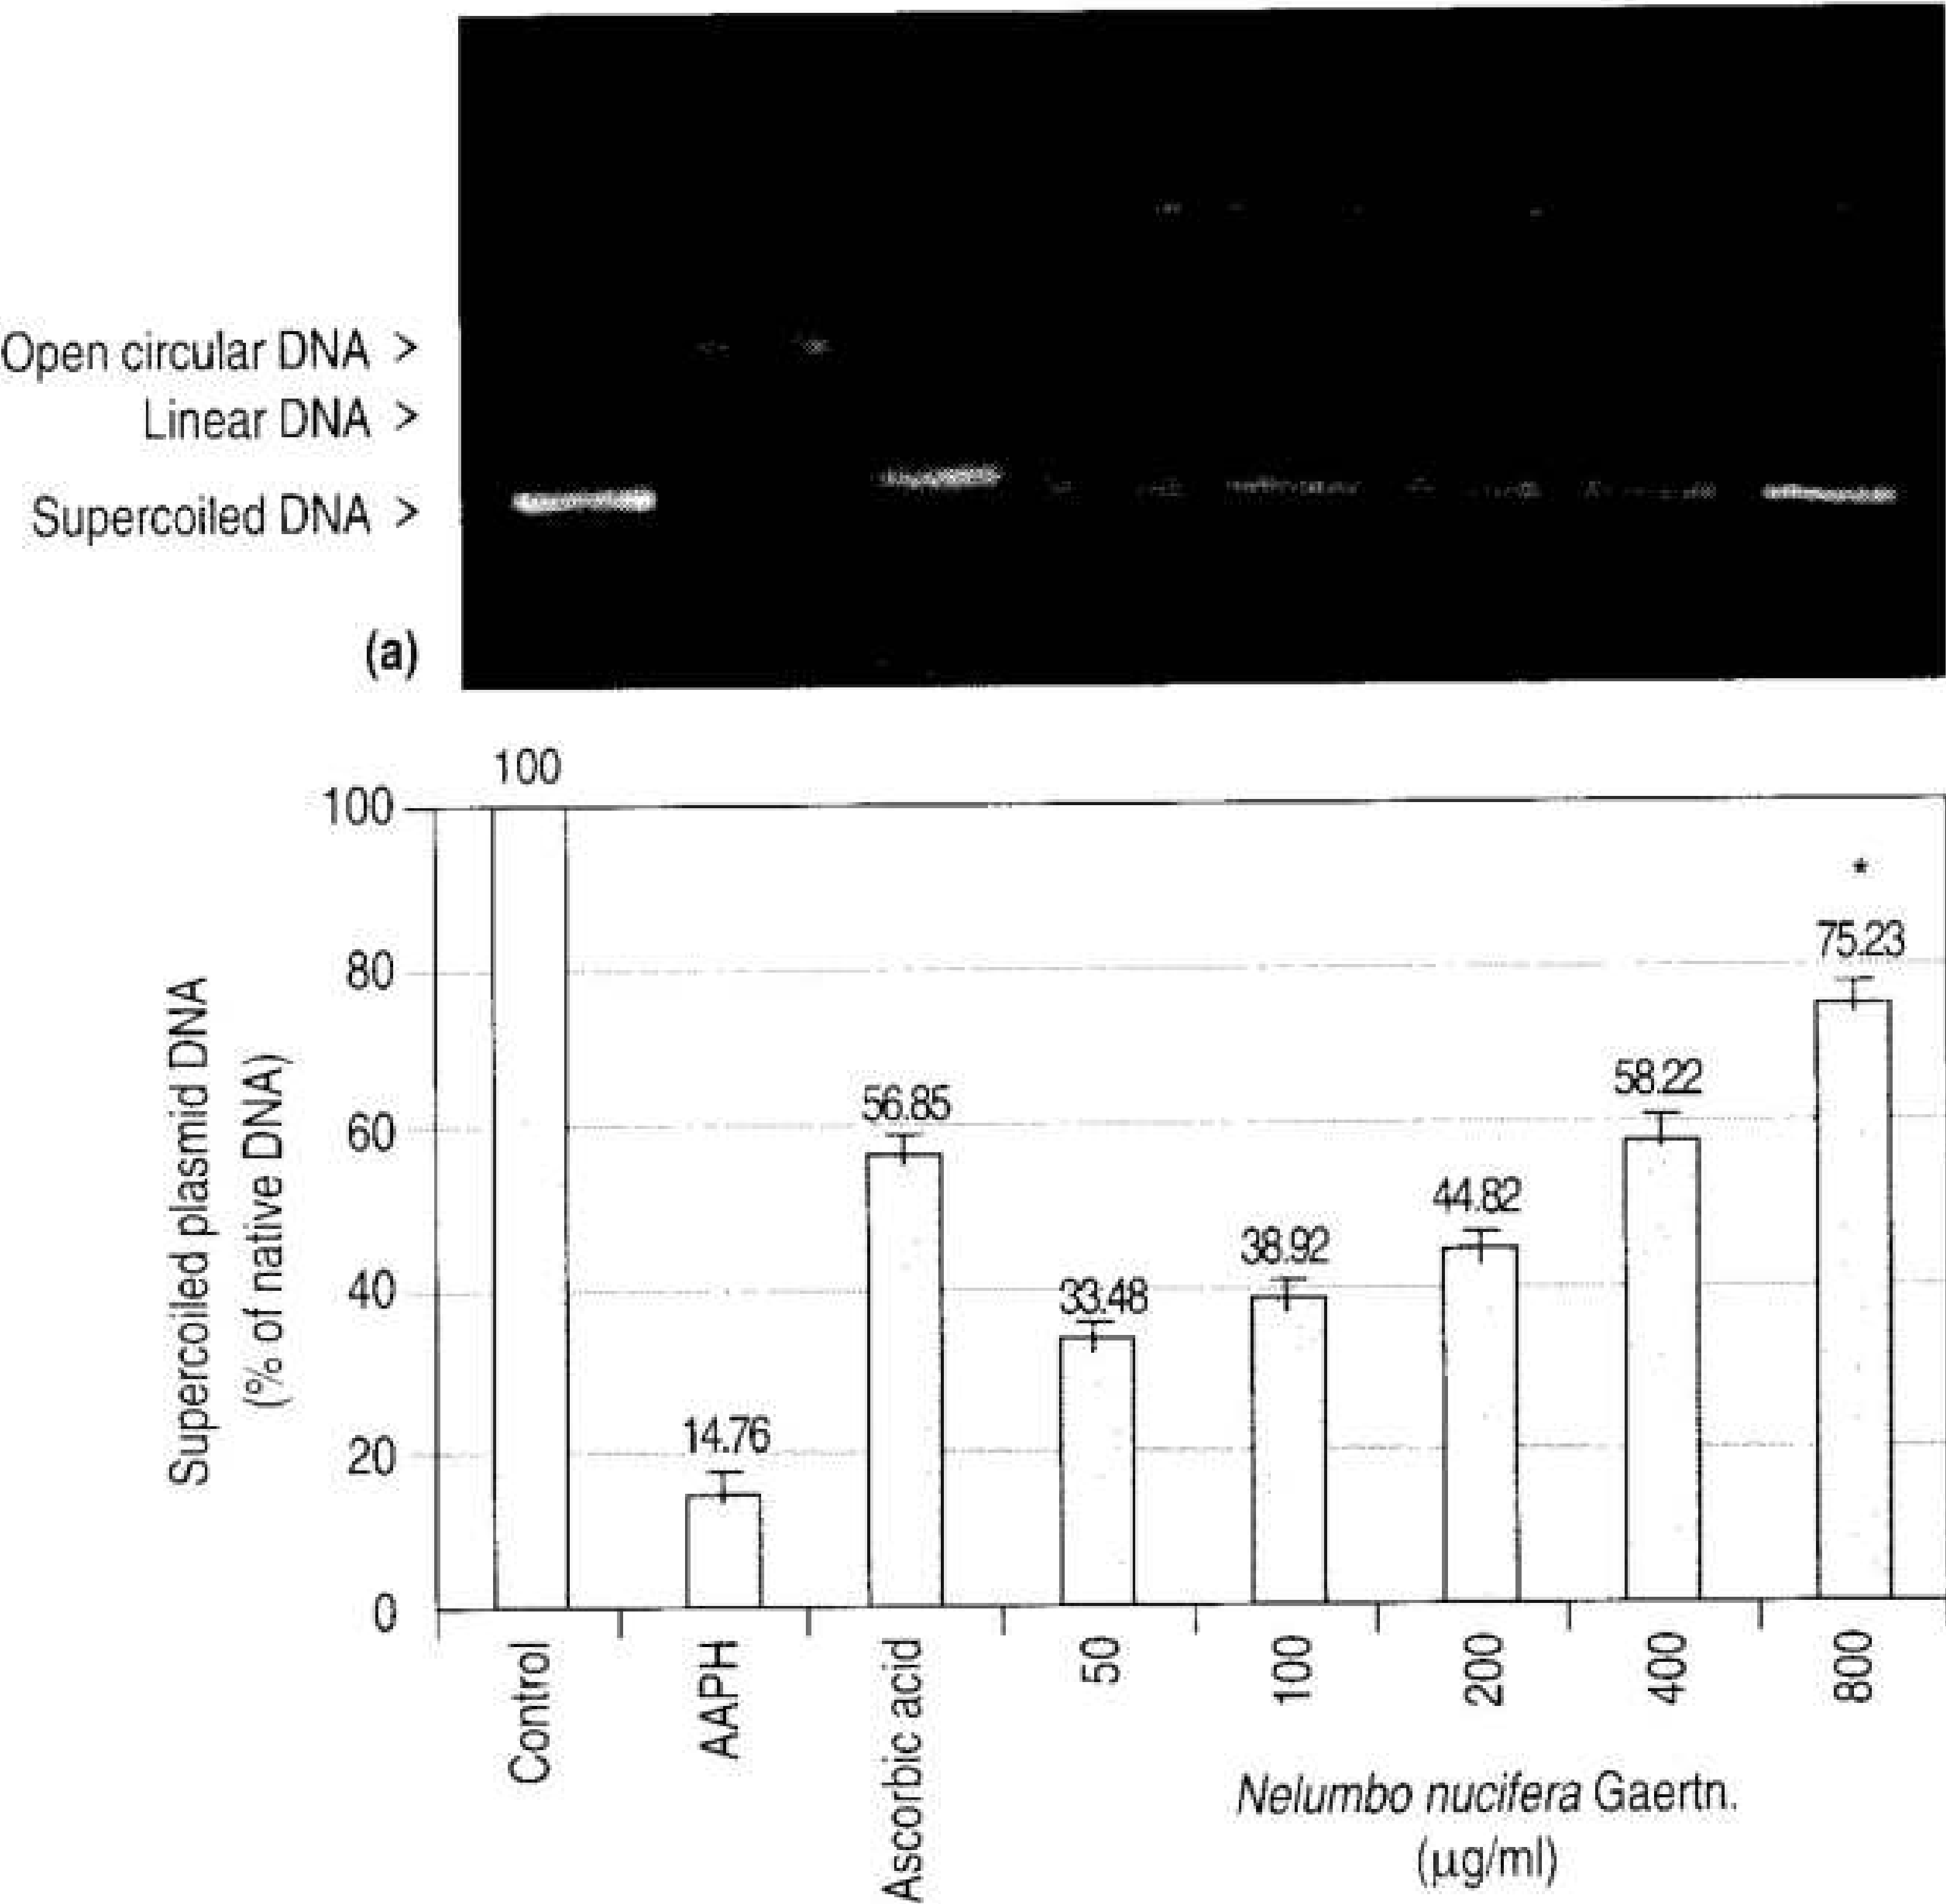 Open circular DNA >
Linear DNA >
Supercoiled DNA >
(a)
100
100
80
60
40
20
0
Supercoiled plasmid DNA
(% of native DNA)
14.76
56.85
33.48
38.92
44.82
58.22
*
75.23
Control
AAPH
Ascorbic acid
50
100
200
400
800
Nelumbo nucifera Gaertn.
(µg/ml)